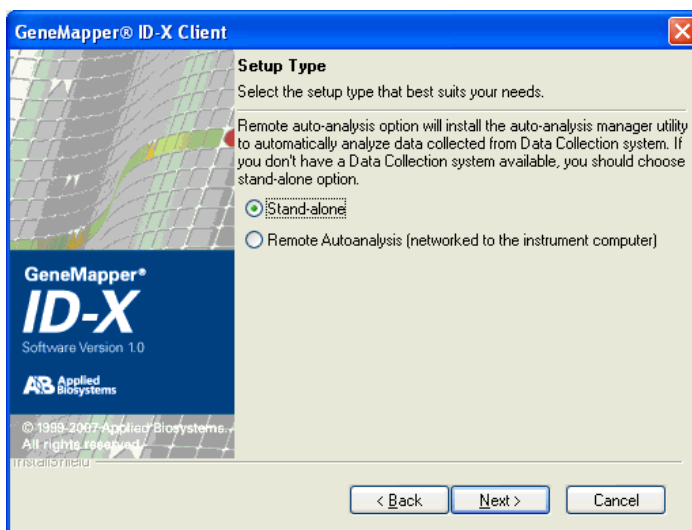 GeneMapper® ID-X Client
Setup Type
Select the setup type that best suits your needs.
Remote auto-analysis option will install the auto-analysis manager utility
to automatically analyze data collected from Data Collection system. If
you don't have a Data Collection system available, you should choose
stand-alone option.
Stand-alone
Remote Autoanalysis (networked to the instrument computer)
GeneMapper®
ID-X
Software Version 1.0
AB Applied
Biosystems
© 1999-2007 Applied Biosystems.
All rights reserved.
InstallShield
< Back
Next >
Cancel